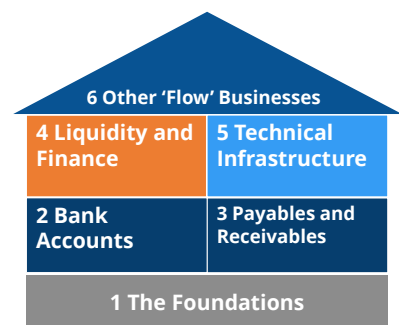 6 Other ‘Flow’ Businesses
4 Liquidity and
Finance
5 Technical
Infrastructure
2 Bank
Accounts
3 Payables and
Receivables
1 The Foundations